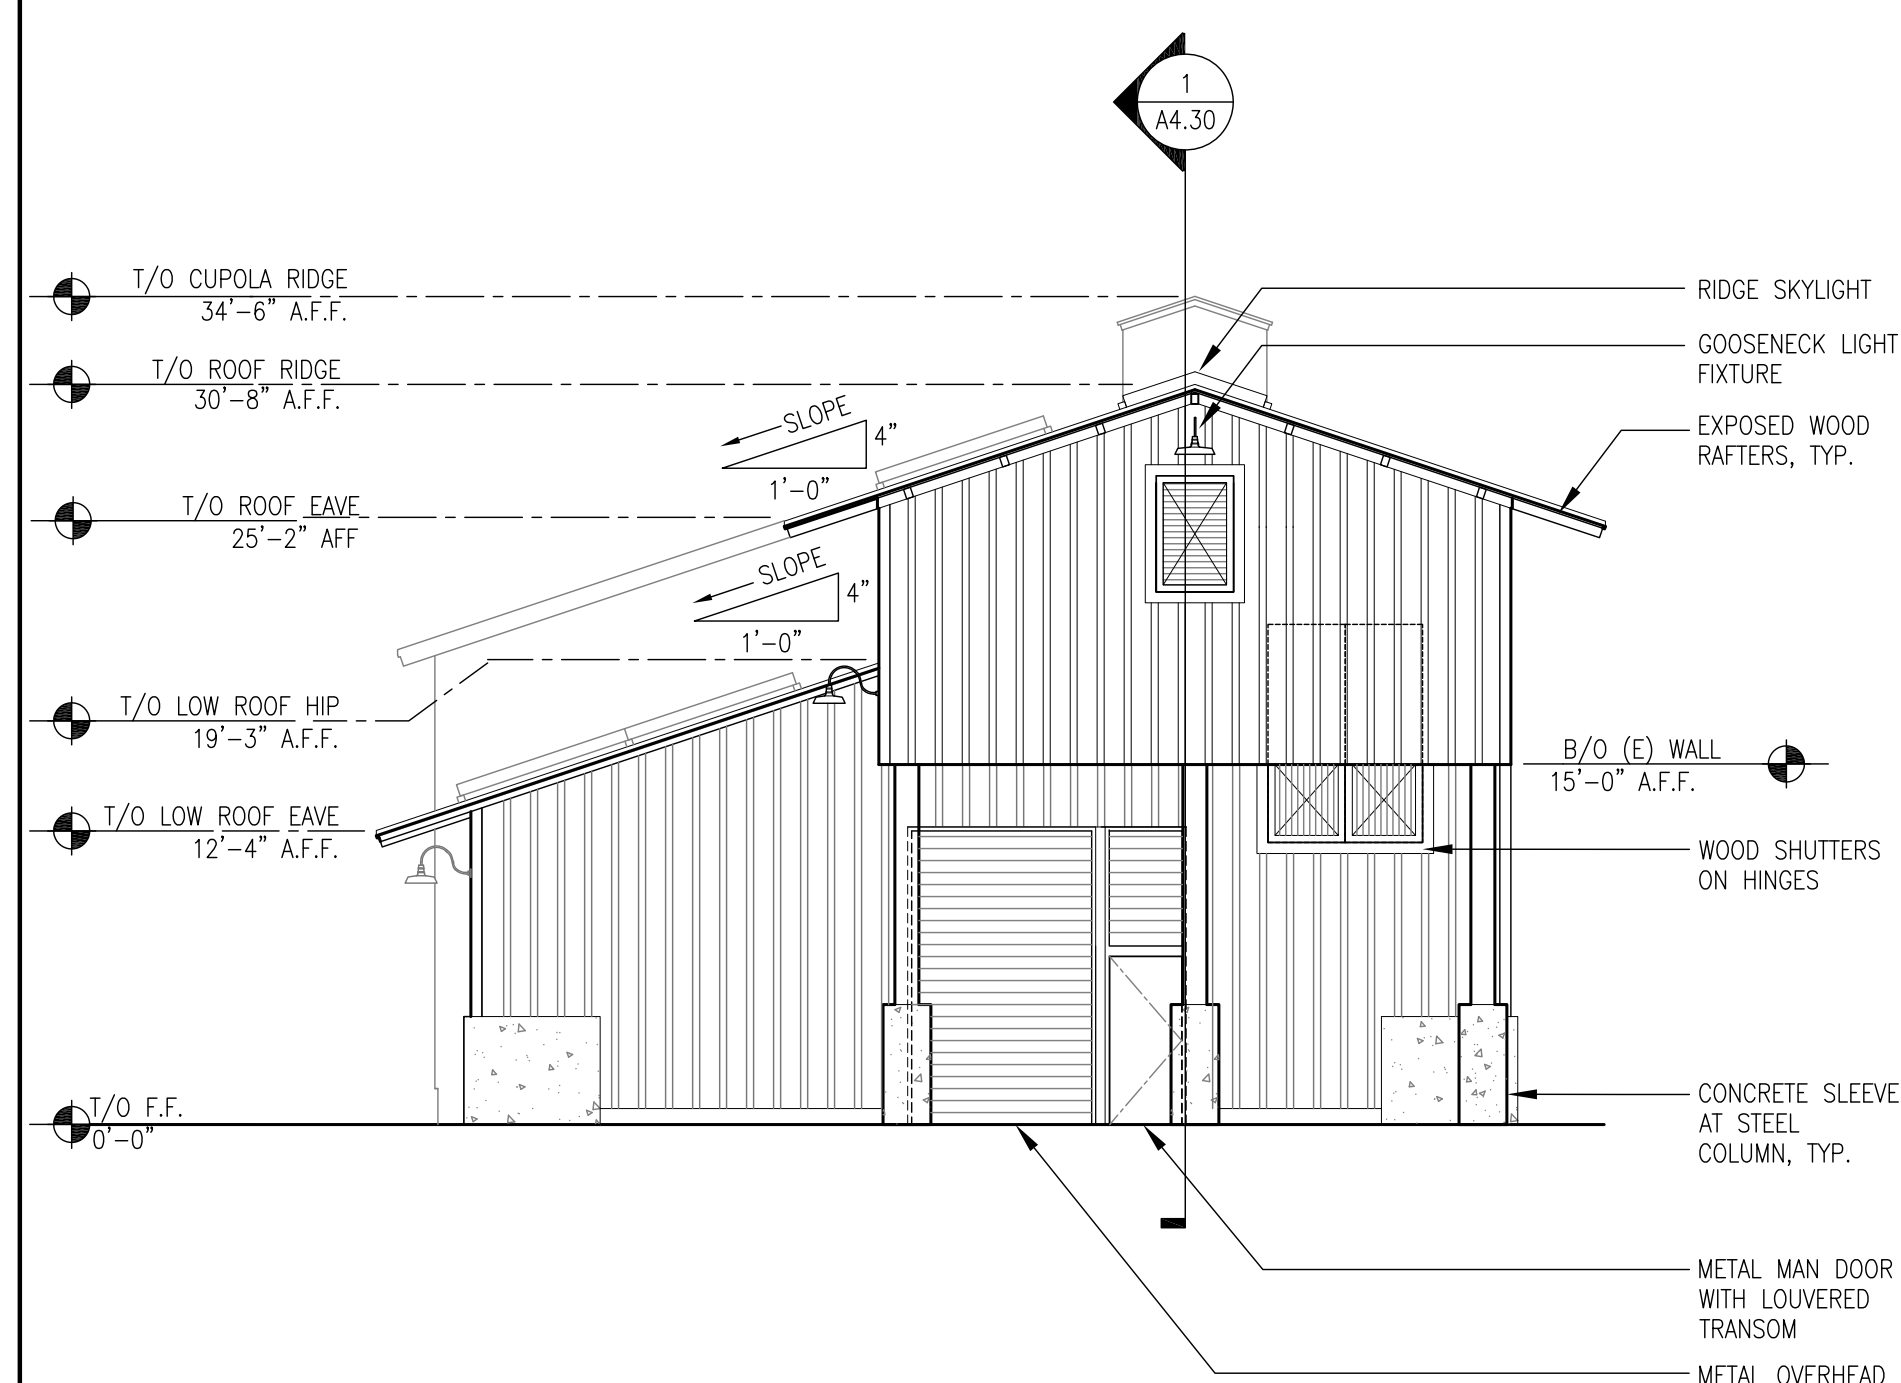 1
A4.30
T/O CUPOLA RIDGE
34'-6" A.F.F.
T/O ROOF RIDGE
30'-8" A.F.F.
T/O ROOF EAVE
25'-2" AFF
T/O LOW ROOF HIP
19'-3" A.F.F.
T/O LOW ROOF EAVE
12'-4" A.F.F.
T/O F.F.
0'-0"
SLOPE
4"
1'-0"
SLOPE
4"
1'-0"
RIDGE SKYLIGHT
GOOSENECK LIGHT
FIXTURE
EXPOSED WOOD
RAFTERS, TYP.
B/O (E) WALL
15'-0" A.F.F.
WOOD SHUTTERS
ON HINGES
CONCRETE SLEEVE
AT STEEL
COLUMN, TYP.
METAL MAN DOOR
WITH LOUVERED
TRANSOM
METAL OVERHEAD